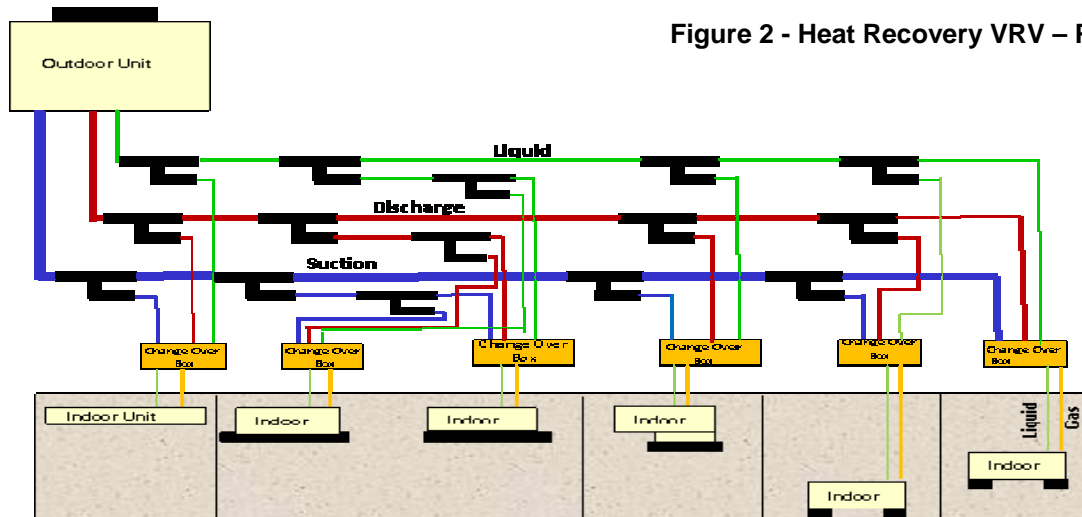 Figure 2 - Heat Recovery VRV – 
Outdoor Unit
Liquid
Discharge
Suction
Change Over
Box
Change Over
Box
Change Over
Box
Change Over
Box
Change Over
Box
Change Over
Box
Indoor Unit
Indoor
Indoor
Indoor
Indoor
Indoor
Liquid
Gas